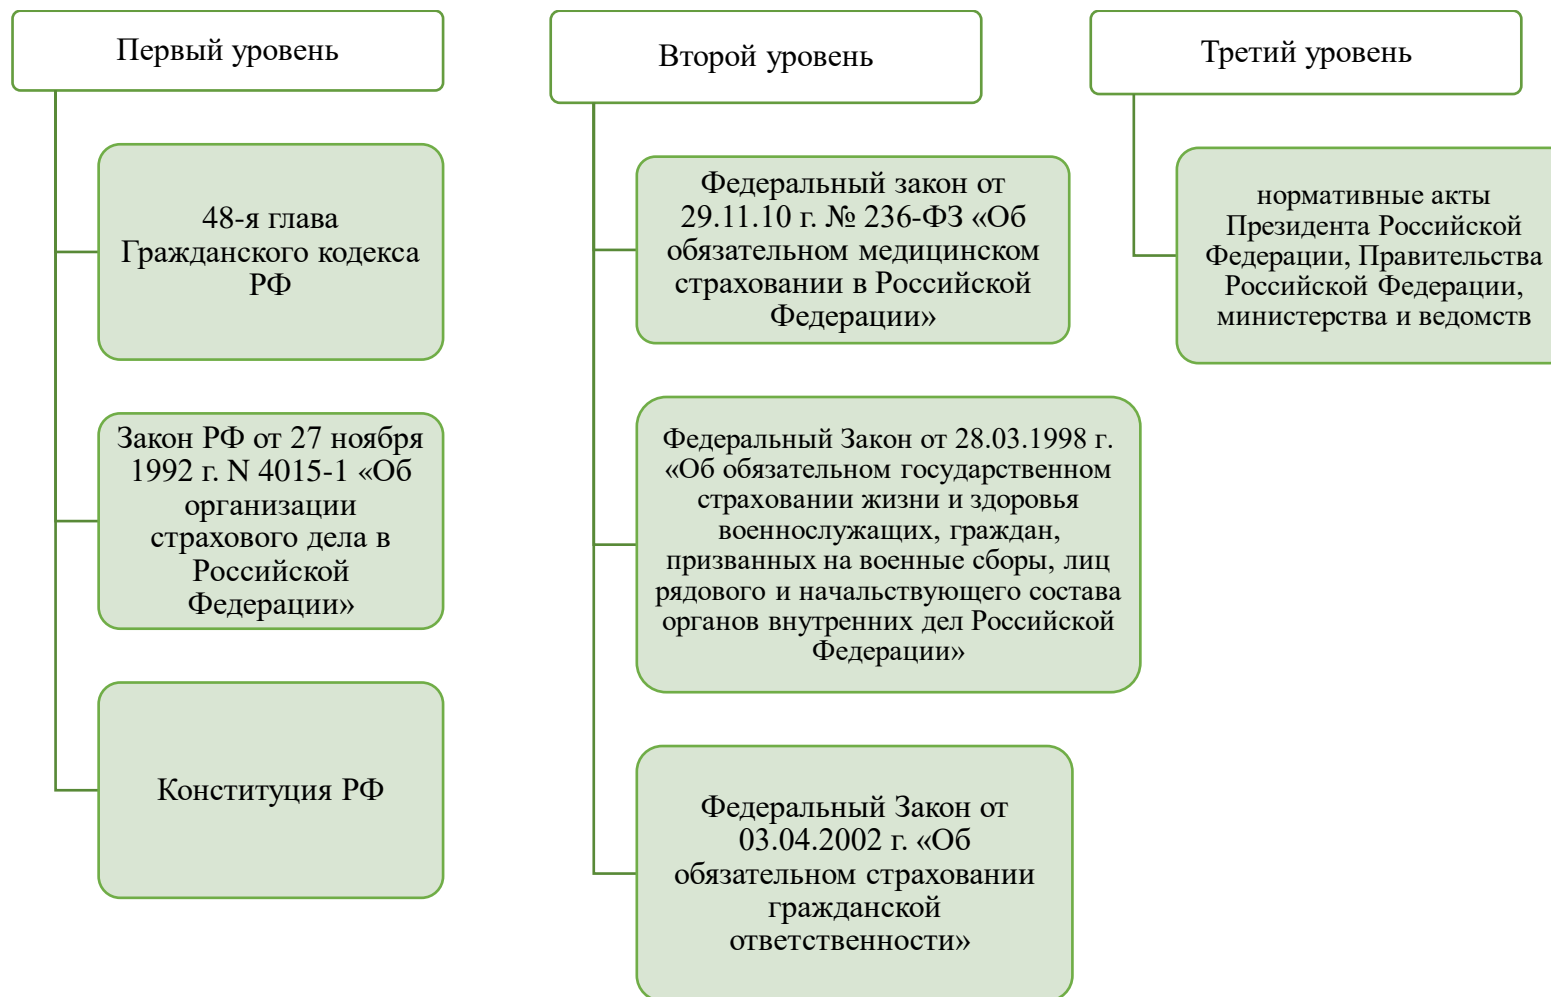 Первый уровень
48-я глава
Гражданского кодекса
РФ
Закон РФ от 27 ноября
1992 г. N 4015-1 «Об
организации
страхового дела в
Российской
Федерации»
Конституция РФ
Второй уровень
Федеральный закон от
29.11.10 г. № 236-ФЗ «Об
обязательном медицинском
страховании в Российской
Федерации»
Федеральный Закон от 28.03.1998 г.
«Об обязательном государственном
страховании жизни и здоровья
военнослужащих, граждан,
призванных на военные сборы, лиц
рядового и начальствующего состава
органов внутренних дел Российской
Федерации»
Федеральный Закон от
03.04.2002 г. «Об
обязательном страховании
гражданской
ответственности»
Третий уровень
нормативные акты
Президента Российской
Федерации, Правительства
Российской Федерации,
министерства и ведомств